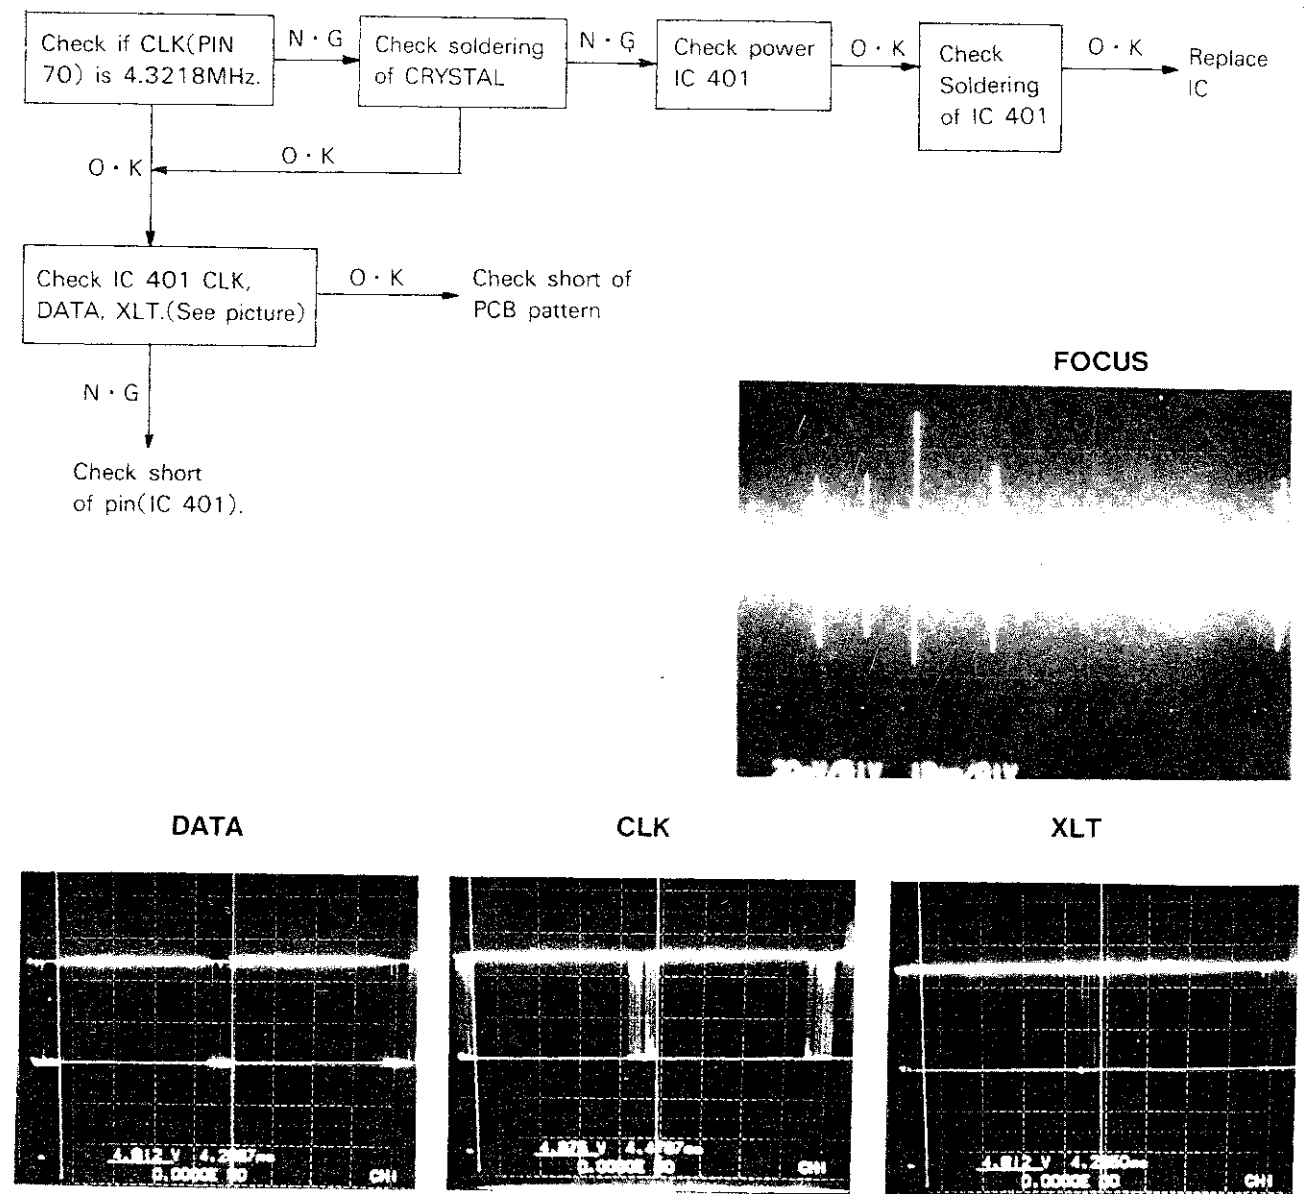 Check if CLK(PIN
70) is 4.3218MHz.
N · G
Check soldering
of CRYSTAL
N · G
Check power
IC 401
O · K
Check
Soldering
of IC 401
O · K
Replace
IC
O · K
O · K
Check IC 401 CLK,
DATA, XLT.(See picture)
O · K
Check short of
PCB pattern
N · G
Check short
of pin(IC 401).
FOCUS
DATA
CLK
XLT
CH1
CH1
CH1